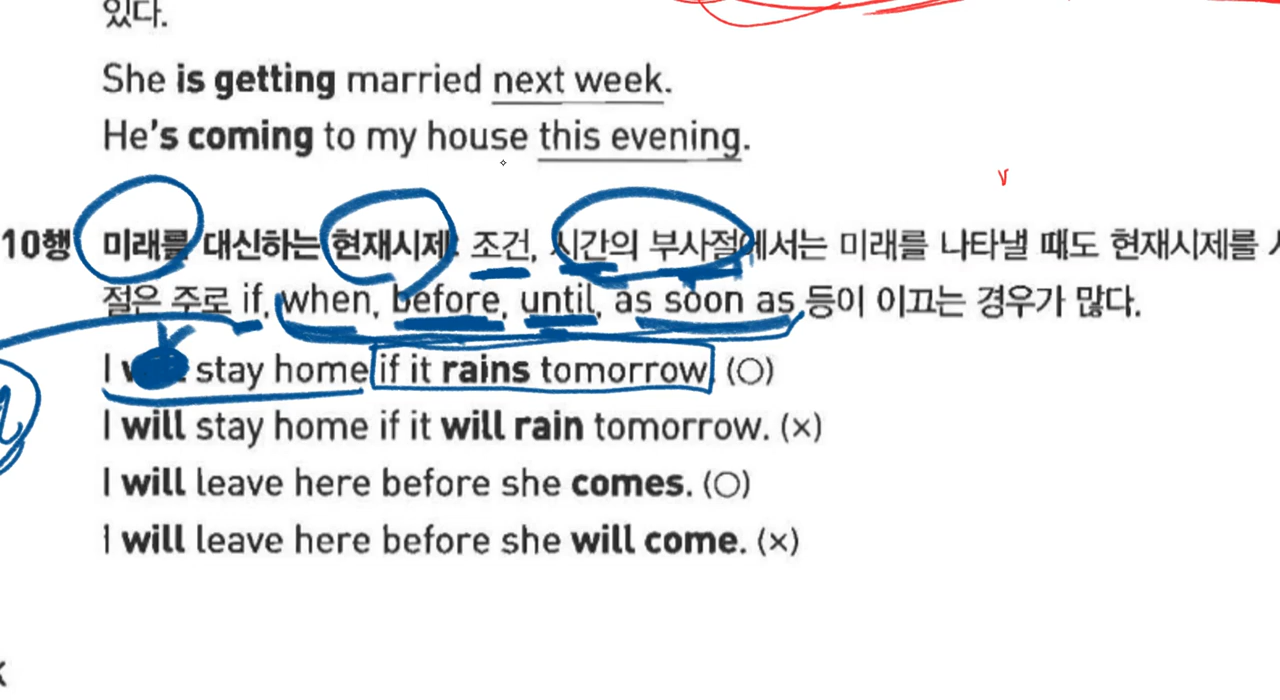 있다.
She is getting married next week.
He's coming to my house this evening.
10행 미래를 대신하는 현재시제: 조건, 시간의 부사절에서는 미래를 나타낼 때도 현재시제를
절은 주로 if, when, before, until, as soon as 등이 이끄는 경우가 많다.
I stay home if it rains tomorrow. (○)
I will stay home if it will rain tomorrow. (×)
I will leave here before she comes. (○)
I will leave here before she will come. (×)